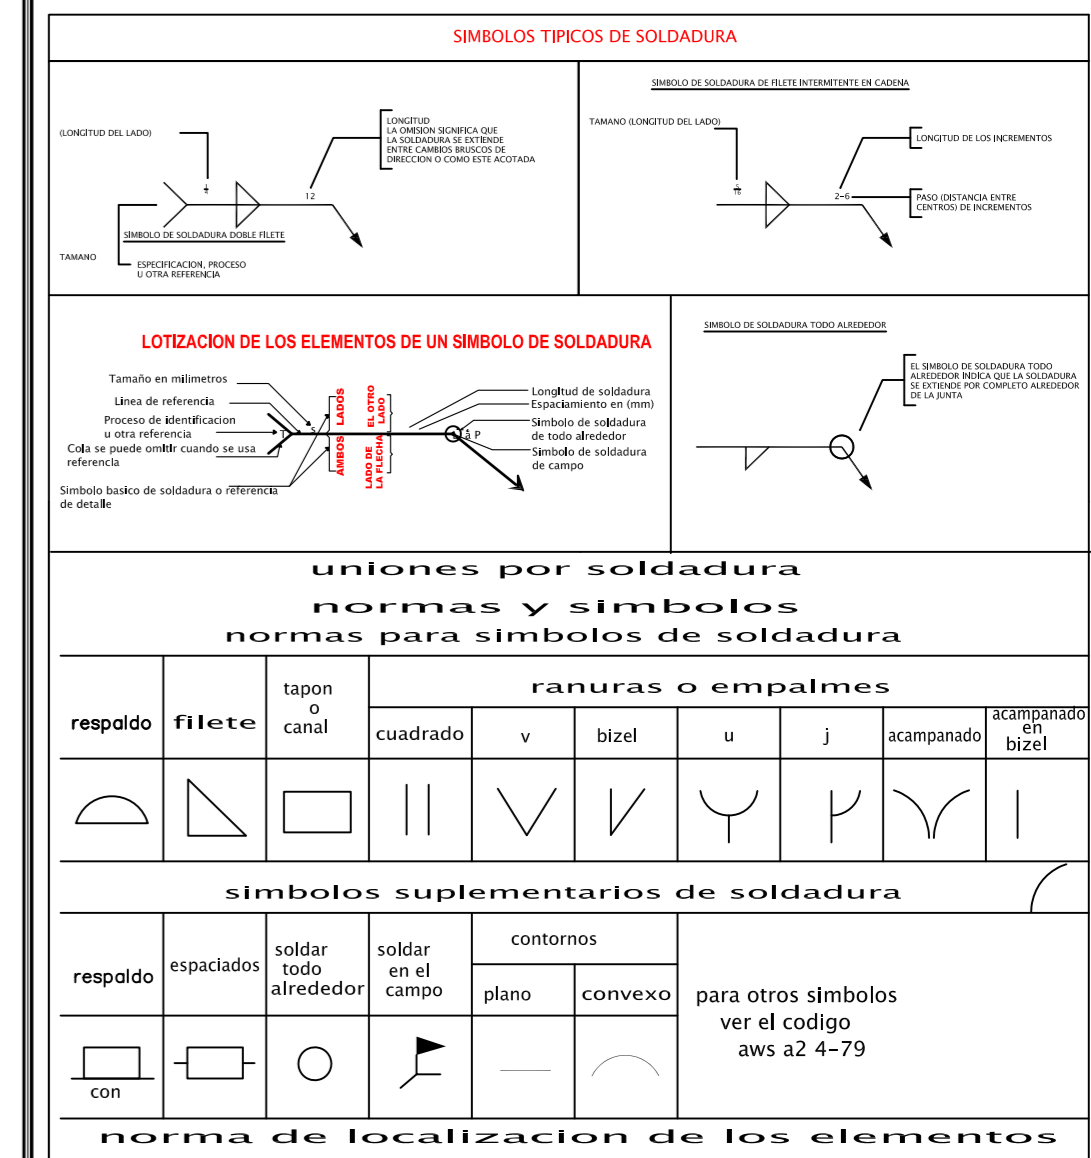 SIMBOLOS TIPICOS DE SOLDADURA
(LONGITUD DEL LADO)
LONGITUD
LA OMISION SIGNIFICA QUE
LA SOLDADURA SE EXTIENDE
ENTRE CAMBIOS BRUSCOS DE
DIRECCION O COMO ESTE ACOTADA
1/4
12
SIMBOLO DE SOLDADURA DOBLE FILETE
TAMANO
ESPECIFICACION, PROCESO
U OTRA REFERENCIA
SIMBOLO DE SOLDADURA DE FILETE INTERMITENTE EN CADENA
TAMANO (LONGITUD DEL LADO)
LONGITUD DE LOS INCREMENTOS
5/16
2-6
PASO (DISTANCIA ENTRE
CENTROS) DE INCREMENTOS
LOTIZACION DE LOS ELEMENTOS DE UN SIMBOLO DE SOLDADURA
Tamaño en milimetros
Linea de referencia
Proceso de identificacion
u otra referencia
Cola se puede omitir cuando se usa
referencia
Simbolo basico de soldadura o referencia
de detalle
T
S
AMBOS LADOS
EL OTRO
LADO
LADO DE
LA FLECHA
L a P
Longitud de soldadura
Espaciamiento en (mm)
Simbolo de soldadura
de todo alrededor
Simbolo de soldadura
de campo
SIMBOLO DE SOLDADURA TODO ALREDEDOR
EL SIMBOLO DE SOLDADURA TODO
ALREDEDOR INDICA QUE LA SOLDADURA
SE EXTIENDE POR COMPLETO ALREDEDOR
DE LA JUNTA
uniones por soldadura
normas y simbolos
normas para simbolos de soldadura
respaldo
filete
tapon
o
canal
ranuras o empalmes
cuadrado
v
bizel
u
j
acampanado
acampanado
en
bizel
simbolos suplementarios de soldadura
respaldo
espaciados
soldar
todo
alrededor
soldar
en el
campo
contornos
plano
convexo
para otros simbolos
ver el codigo
aws a2 4-79
con
norma de localizacion de los elementos